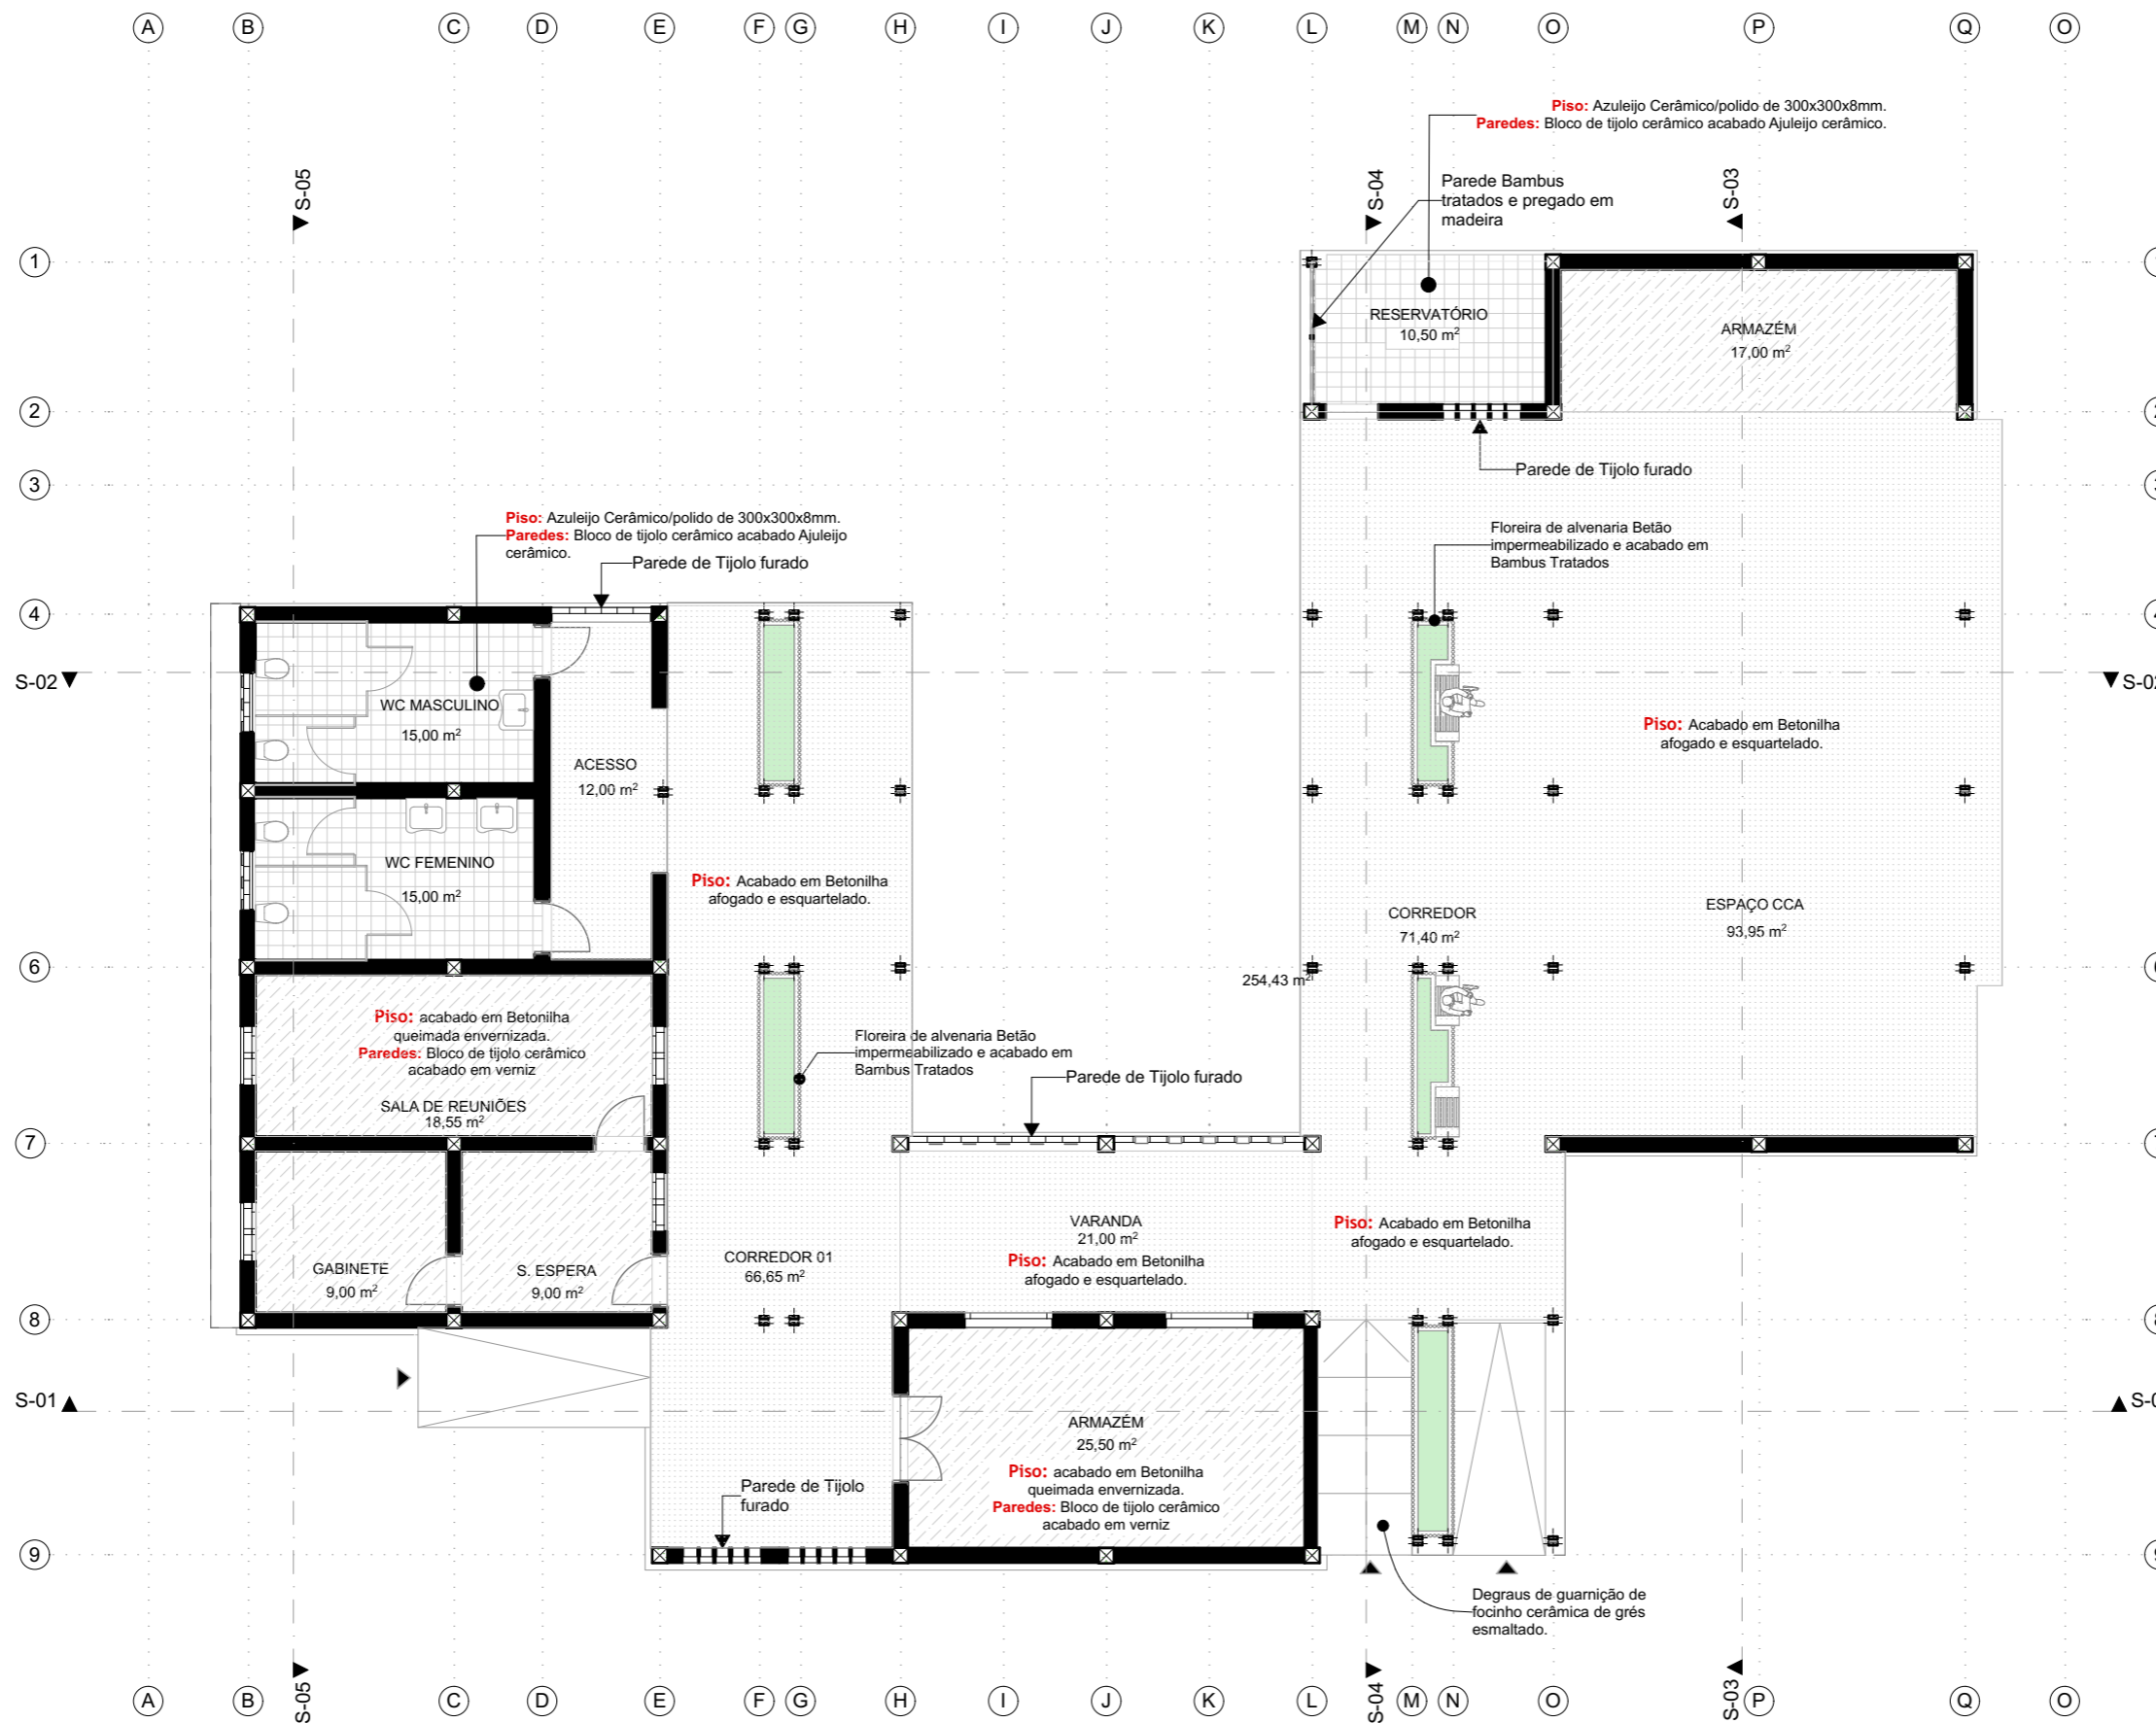 A B C D E F G H I J K L M N O P Q O
Piso: Azuleijo Cerâmico/polido de 300x300x8mm.
Paredes: Bloco de tijolo cerâmico acabado Ajuleijo cerâmico.
S-05
S-04
S-03
Parede Bambus
tratados e pregado em
madeira
1
RESERVATÓRIO
10,50 m²
ARMAZÉM
17,00 m²
2
Parede de Tijolo furado
3
Piso: Azuleijo Cerâmico/polido de 300x300x8mm.
Paredes: Bloco de tijolo cerâmico acabado Ajuleijo
cerâmico.
Parede de Tijolo furado
Floreira de alvenaria Betão
impermeabilizado e acabado em
Bambus Tratados
4
S-02
S-02
WC MASCULINO
15,00 m²
ACESSO
12,00 m²
Piso: Acabado em Betonilha
afogado e esquartelado.
WC FEMENINO
15,00 m²
Piso: Acabado em Betonilha
afogado e esquartelado.
CORREDOR
71,40 m²
ESPAÇO CCA
93,95 m²
6
254,43 m²
Piso: acabado em Betonilha
queimada envernizada.
Paredes: Bloco de tijolo cerâmico
acabado em verniz
SALA DE REUNIÕES
18,55 m²
Floreira de alvenaria Betão
impermeabilizado e acabado em
Bambus Tratados
Parede de Tijolo furado
7
GABINETE
9,00 m²
S. ESPERA
9,00 m²
CORREDOR 01
66,65 m²
VARANDA
21,00 m²
Piso: Acabado em Betonilha
afogado e esquartelado.
Piso: Acabado em Betonilha
afogado e esquartelado.
8
S-01
ARMAZÉM
25,50 m²
Piso: acabado em Betonilha
queimada envernizada.
Paredes: Bloco de tijolo cerâmico
acabado em verniz
Parede de Tijolo
furado
9
Degraus de guarnição de
focinho cerâmica de grés
esmaltado.
S-05
S-04
S-03
A B C D E F G H I J K L M N O P Q O